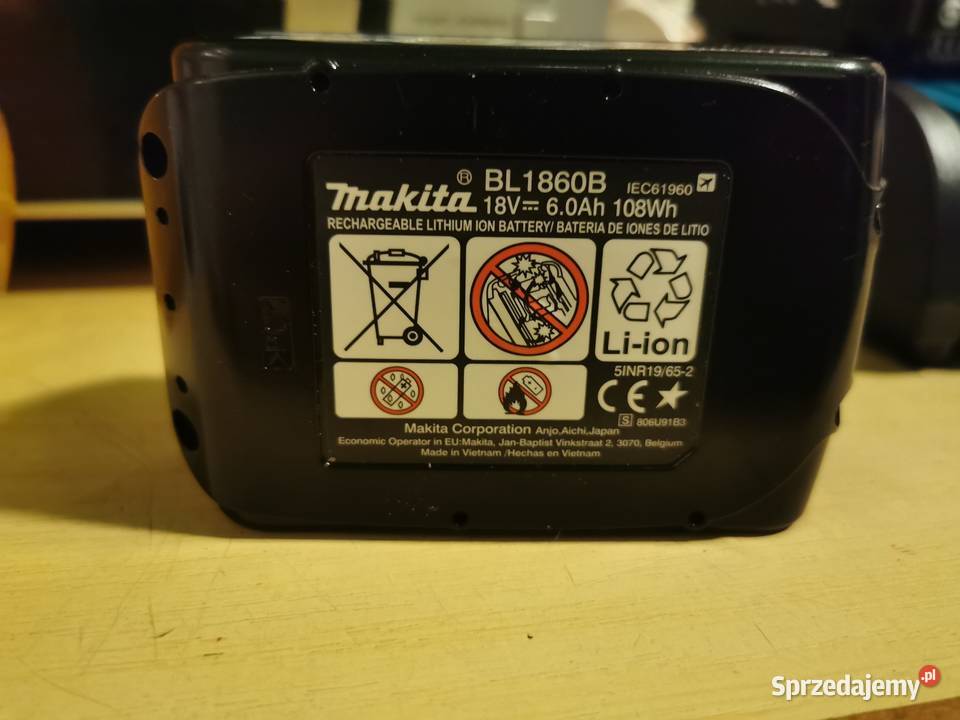 makita® BL1860B IEC61960
18V⎓ 6.0Ah 108Wh
RECHARGEABLE LITHIUM ION BATTERY/ BATERIA DE IONES DE LITIO
Li-ion
5INR19/65-2
CE
S 806U91B3
Makita Corporation Anjo,Aichi,Japan
Economic Operator in EU:Makita, Jan-Baptist Vinkstraat 2, 3070, Belgium
Made in Vietnam /Hechas en Vietnam
Sprzedajemy.pl